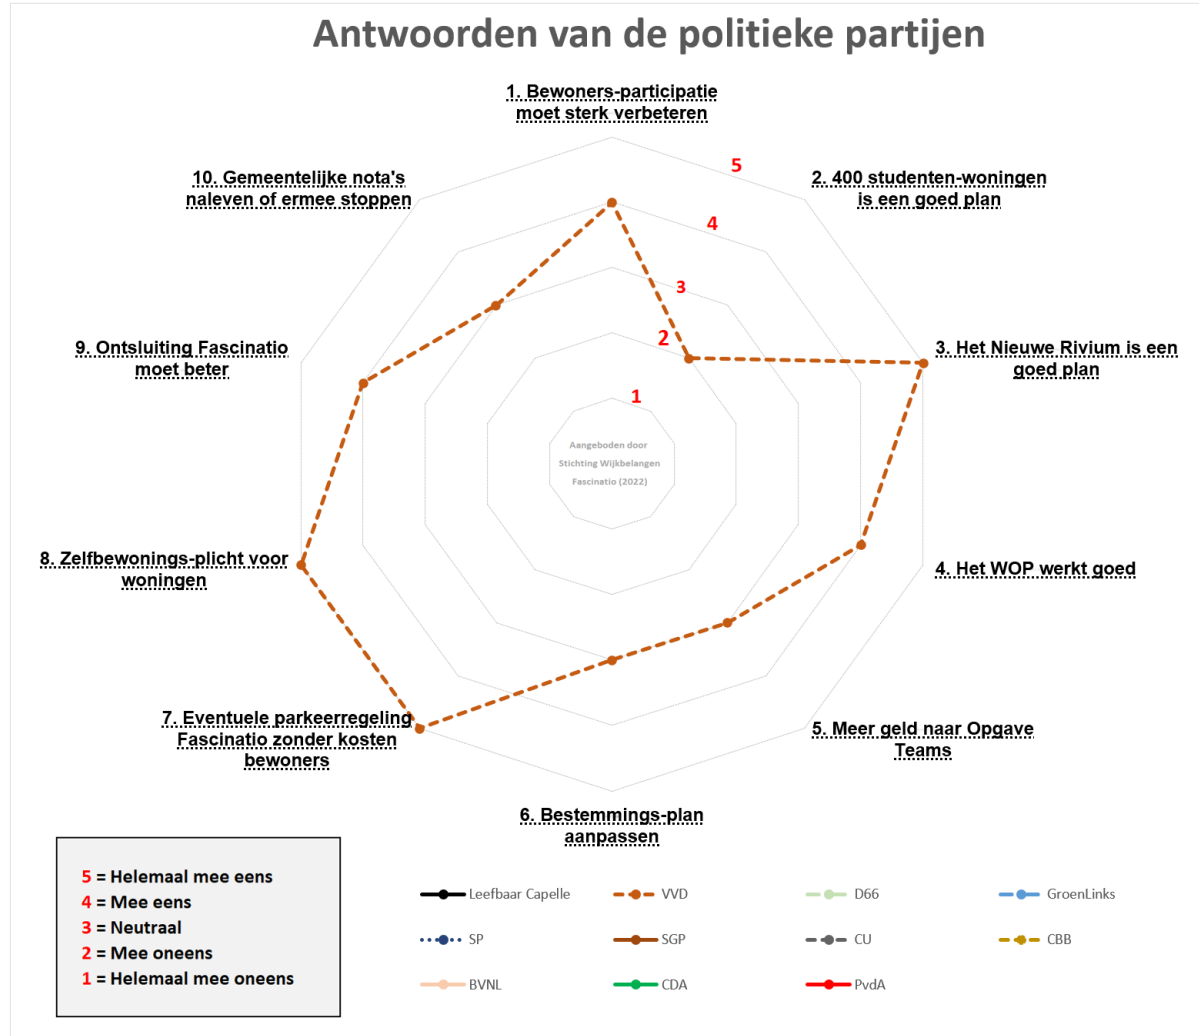 Antwoorden van de politieke partijen
1. Bewoners-participatie
moet sterk verbeteren
10. Gemeentelijke nota's
naleven of ermee stoppen
5
2. 400 studenten-woningen
is een goed plan
4
3
2
1
9. Ontsluiting Fascinatio
moet beter
3. Het Nieuwe Rivium is een
goed plan
Aangeboden door
Stichting Wijkbelangen
Fascinatio (2022)
8. Zelfbewonings-plicht voor
woningen
4. Het WOP werkt goed
7. Eventuele parkeerregeling
Fascinatio zonder kosten
bewoners
5. Meer geld naar Opgave
Teams
6. Bestemmings-plan
aanpassen
5 = Helemaal mee eens
4 = Mee eens
3 = Neutraal
2 = Mee oneens
1 = Helemaal mee oneens
Leefbaar Capelle VVD D66 GroenLinks
SP SGP CU CBB
BVNL CDA PvdA